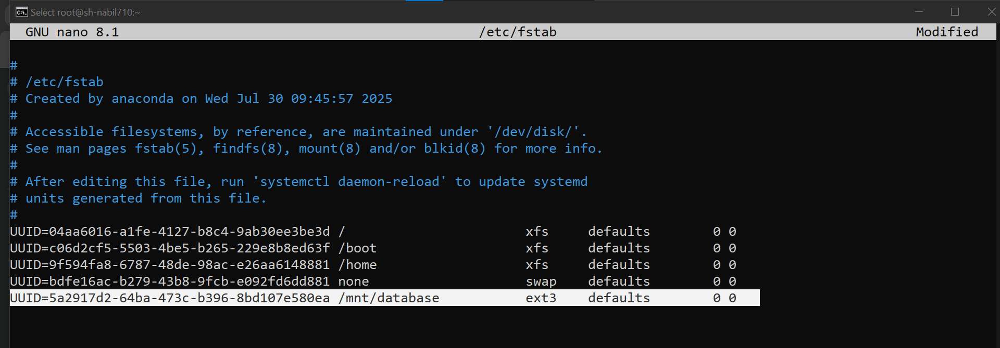 Select root@sh-nabil710:~
GNU nano 8.1 /etc/fstab Modified
#
# /etc/fstab
# Created by anaconda on Wed Jul 30 09:45:57 2025
#
# Accessible filesystems, by reference, are maintained under '/dev/disk/'.
# See man pages fstab(5), findfs(8), mount(8) and/or blkid(8) for more info.
#
# After editing this file, run 'systemctl daemon-reload' to update systemd
# units generated from this file.
#
UUID=04aa6016-a1fe-4127-b8c4-9ab30ee3be3d / xfs defaults 0 0
UUID=c06d2cf5-5503-4be5-b265-229e8b8ed63f /boot xfs defaults 0 0
UUID=9f594fa8-6787-48de-98ac-e26aa6148881 /home xfs defaults 0 0
UUID=bdfe16ac-b279-43b8-9fcb-e092fd6dd881 none swap defaults 0 0
UUID=5a2917d2-64ba-473c-b396-8bd107e580ea /mnt/database ext3 defaults 0 0